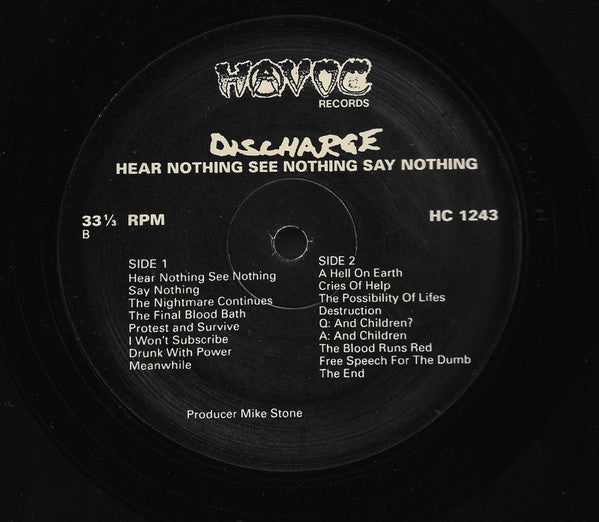 HAVOC
RECORDS
DISCHARGE
HEAR NOTHING SEE NOTHING SAY NOTHING
33⅓ RPM
HC 1243
B
SIDE 1
Hear Nothing See Nothing
Say Nothing
The Nightmare Continues
The Final Blood Bath
Protest and Survive
I Won't Subscribe
Drunk With Power
Meanwhile
SIDE 2
A Hell On Earth
Cries Of Help
The Possibility Of Lifes
Destruction
Q: And Children?
A: And Children
The Blood Runs Red
Free Speech For The Dumb
The End
Producer Mike Stone